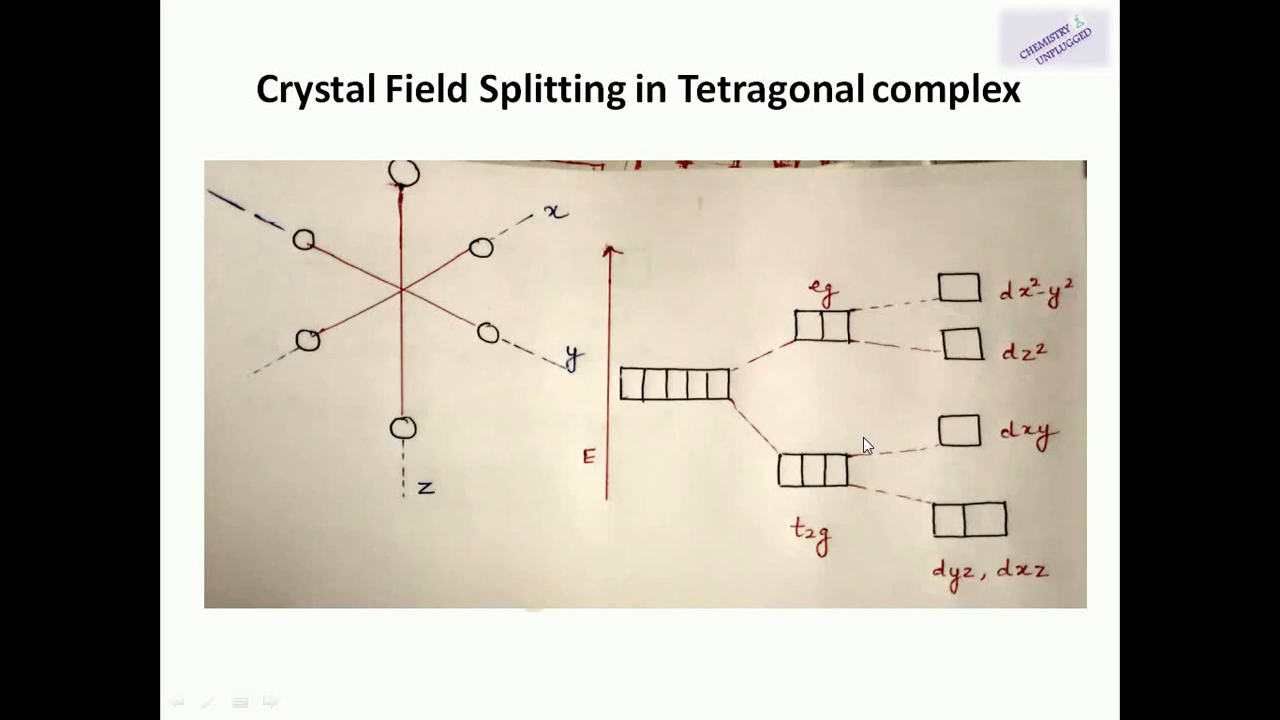 CHEMISTRY
UNPLUGGED
Crystal Field Splitting in Tetragonal complex
x
y
z
E
eg
t2g
dx²-y²
dz²
dxy
dyz, dxz